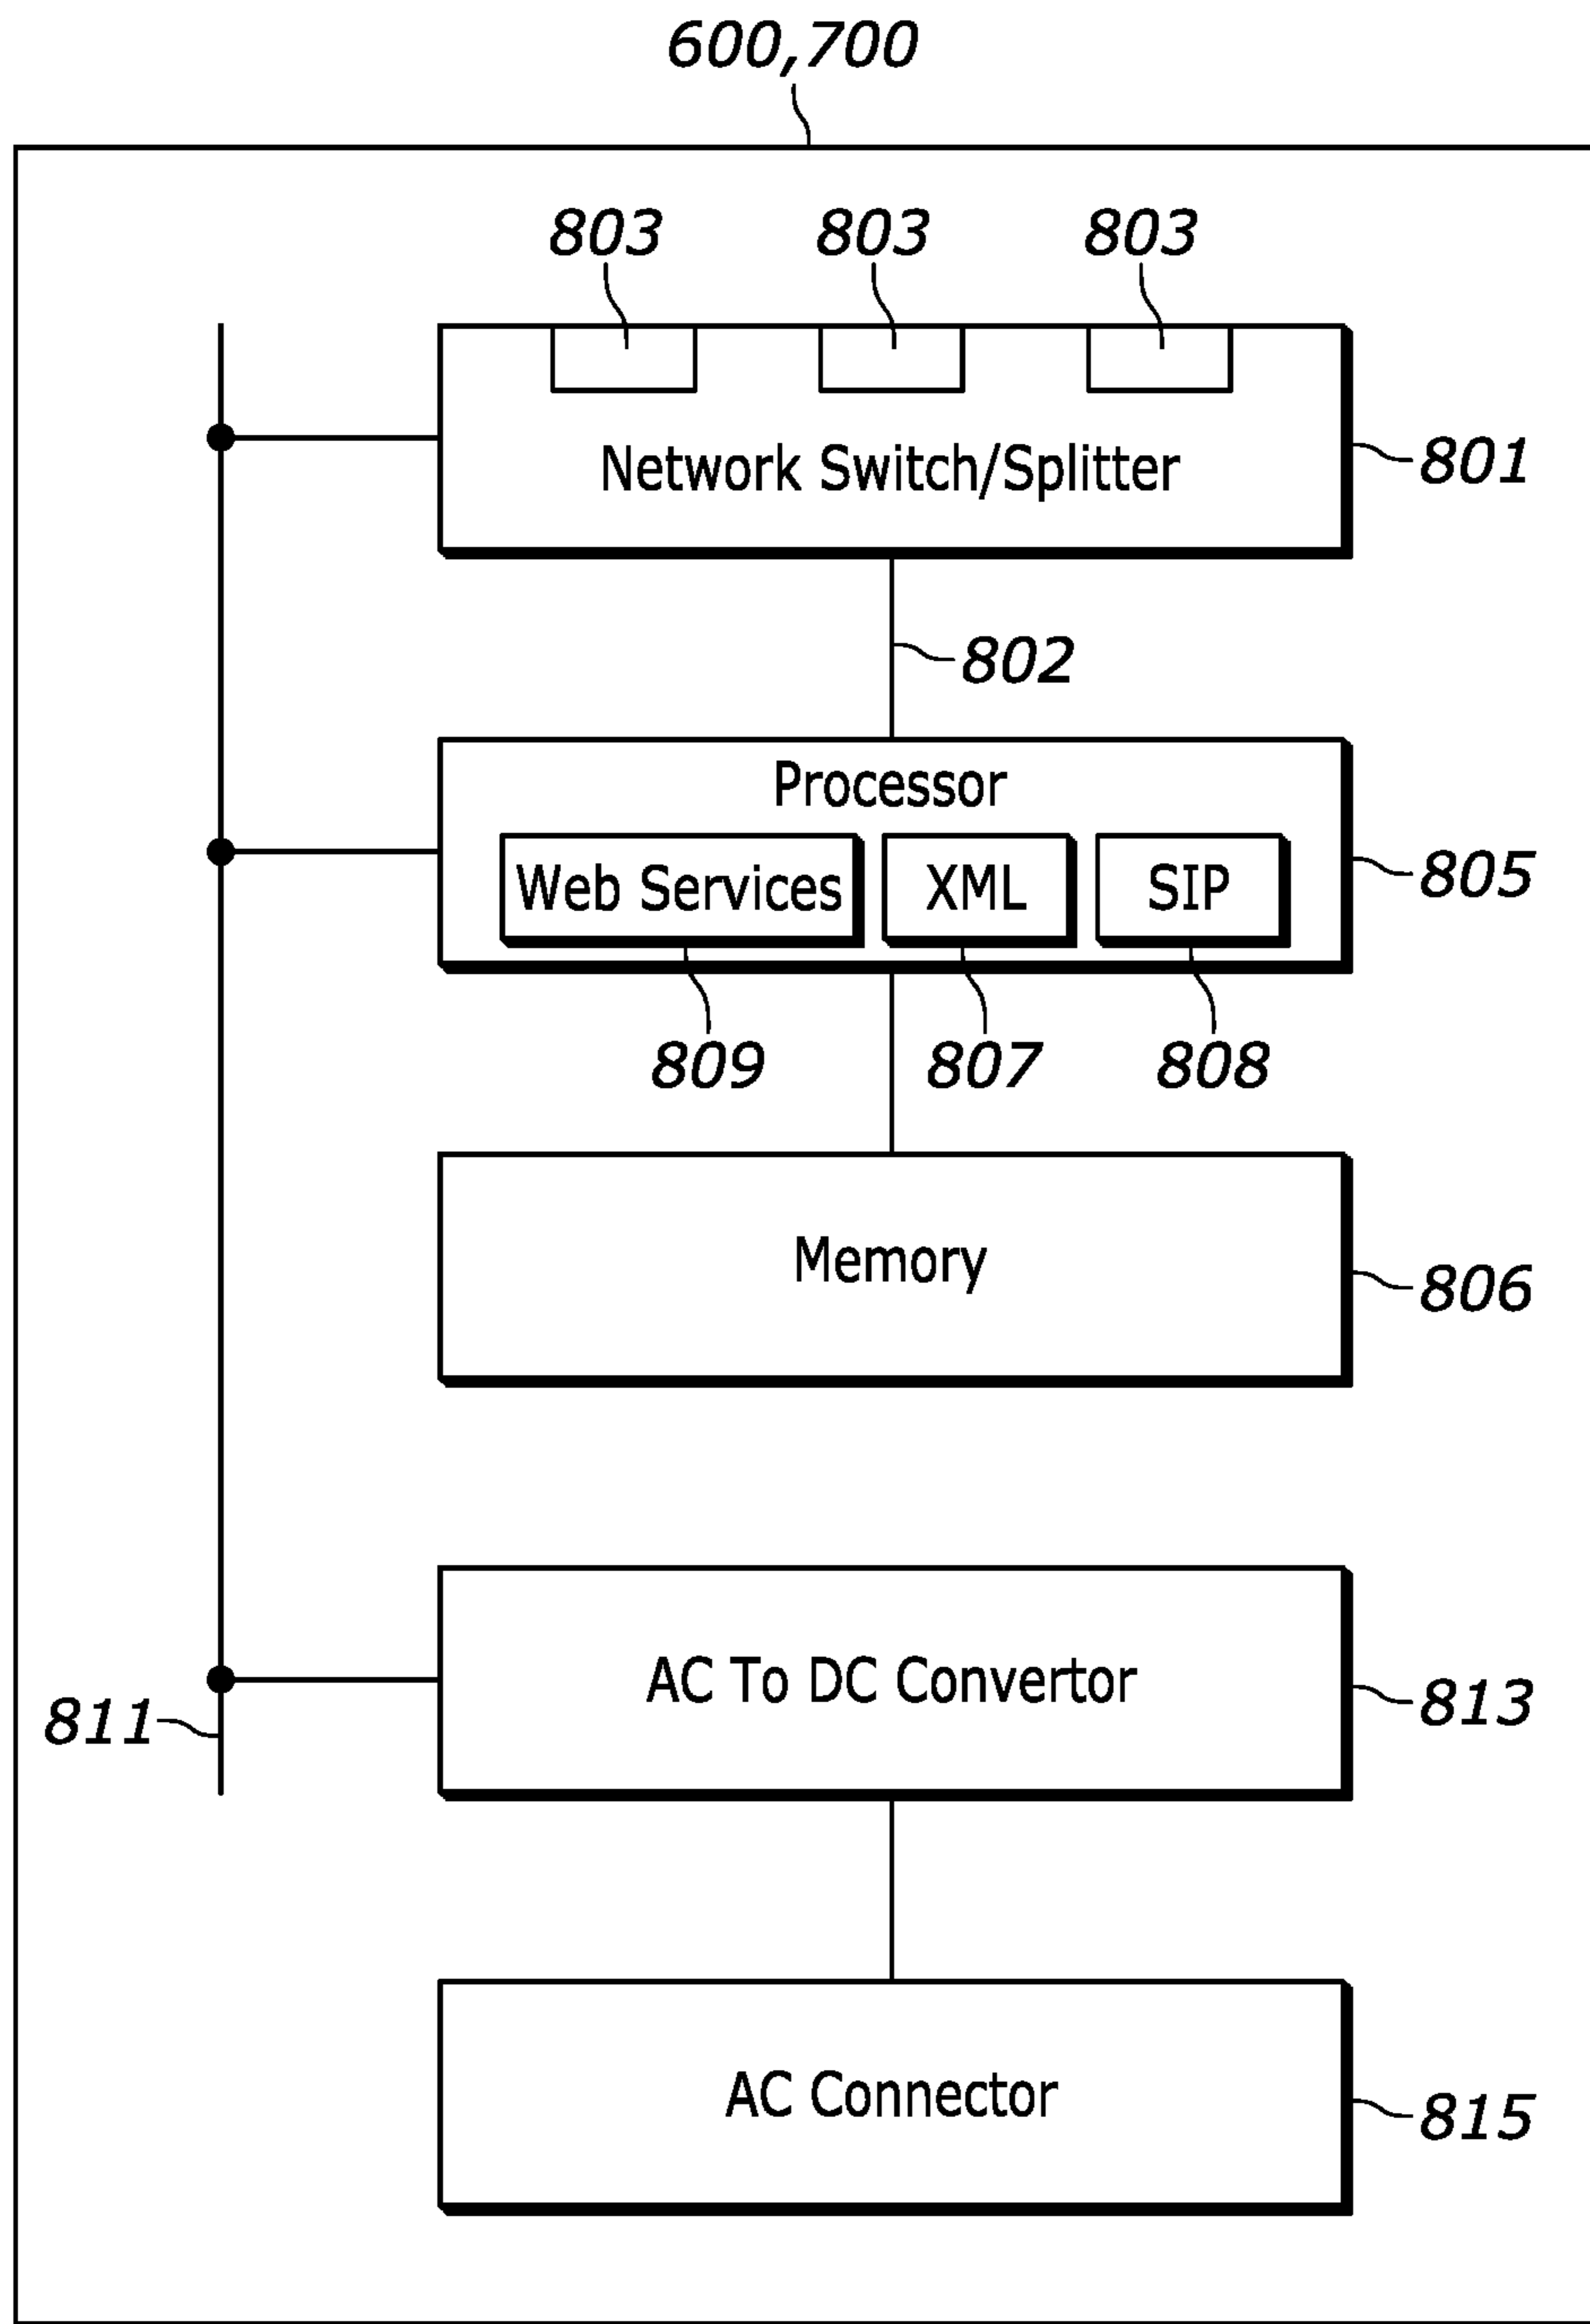 600,700
803 803 803
Network Switch/Splitter
801
802
Processor
Web Services XML SIP
805
809 807 808
Memory
806
AC To DC Convertor
813
811
AC Connector
815